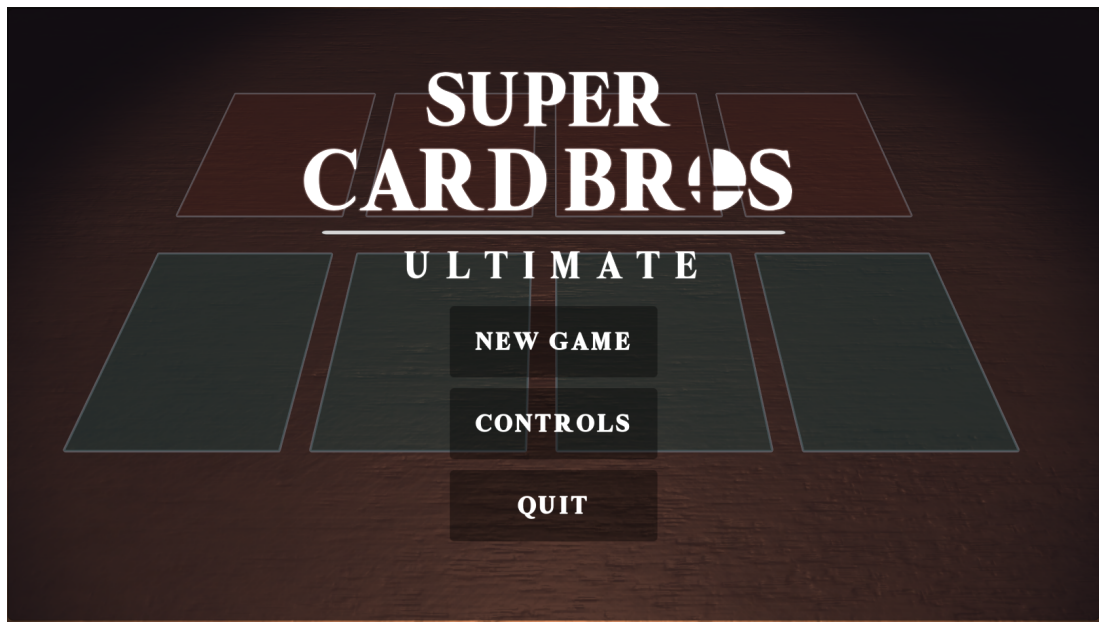 SUPER
CARD BROS
ULTIMATE
NEW GAME
CONTROLS
QUIT